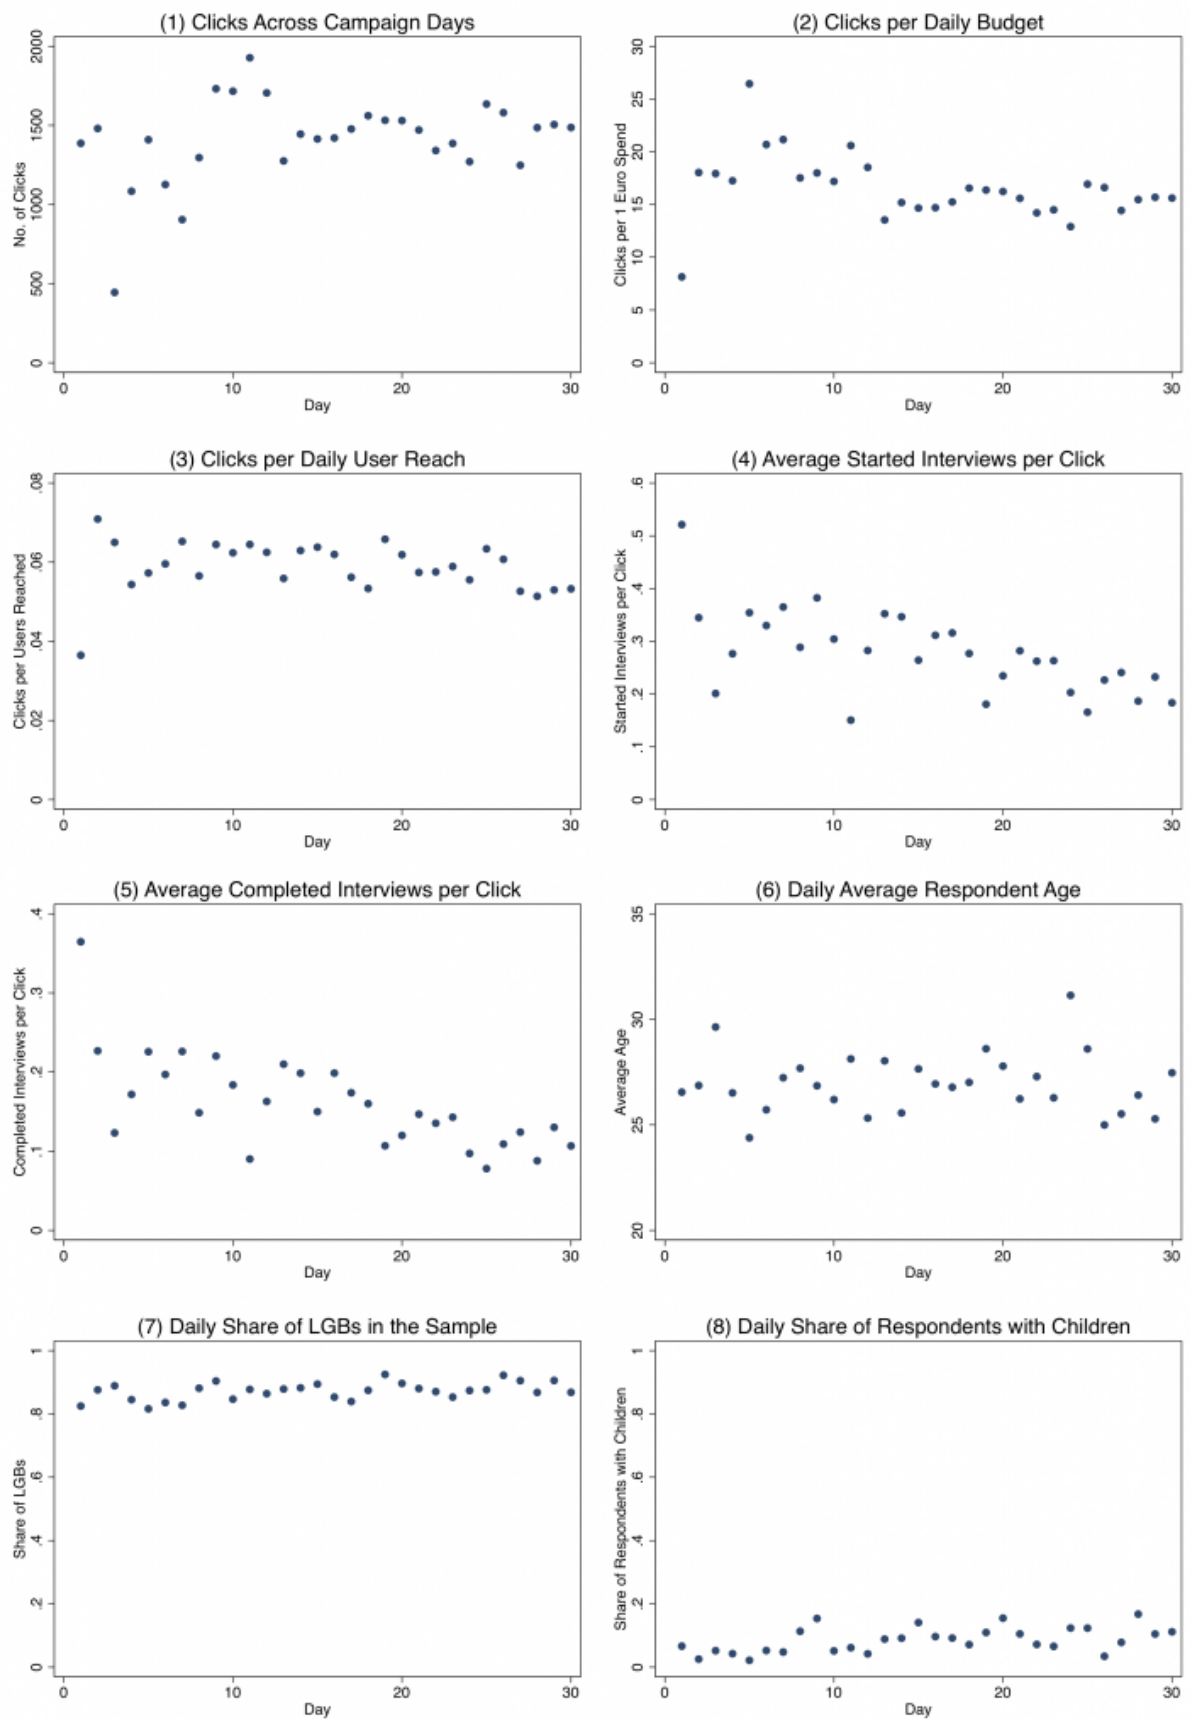 (1) Clicks Across Campaign Days
No. of Clicks
0 500 1000 1500 2000
0 10 20 30
Day
(2) Clicks per Daily Budget
Clicks per 1 Euro Spend
0 5 10 15 20 25 30
0 10 20 30
Day
(3) Clicks per Daily User Reach
Clicks per Users Reached
0 .02 .04 .06 .08
0 10 20 30
Day
(4) Average Started Interviews per Click
Started Interviews per Click
0 .1 .2 .3 .4 .5 .6
0 10 20 30
Day
(5) Average Completed Interviews per Click
Completed Interviews per Click
0 .1 .2 .3 .4
0 10 20 30
Day
(6) Daily Average Respondent Age
Average Age
20 25 30 35
0 10 20 30
Day
(7) Daily Share of LGBs in the Sample
Share of LGBs
0 .2 .4 .6 .8 1
0 10 20 30
Day
(8) Daily Share of Respondents with Children
Share of Respondents with Children
0 .2 .4 .6 .8 1
0 10 20 30
Day